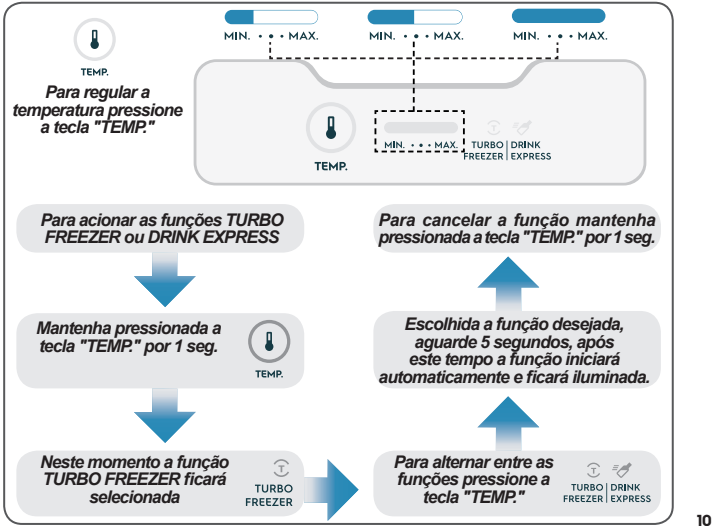 TEMP.
Para regular a
temperatura pressione
a tecla "TEMP."
MIN. • • • MAX.
MIN. • • • MAX.
MIN. • • • MAX.
TEMP.
MIN. • • • MAX.
TURBO FREEZER
DRINK EXPRESS
Para acionar as funções TURBO
FREEZER ou DRINK EXPRESS
Mantenha pressionada a
tecla "TEMP." por 1 seg.
TEMP.
Neste momento a função
TURBO FREEZER ficará
selecionada
T
TURBO
FREEZER
Para alternar entre as
funções pressione a
tecla "TEMP."
T
TURBO | DRINK
FREEZER | EXPRESS
Escolhida a função desejada,
aguarde 5 segundos, após
este tempo a função iniciará
automaticamente e ficará iluminada.
Para cancelar a função mantenha
pressionada a tecla "TEMP." por 1 seg.
10